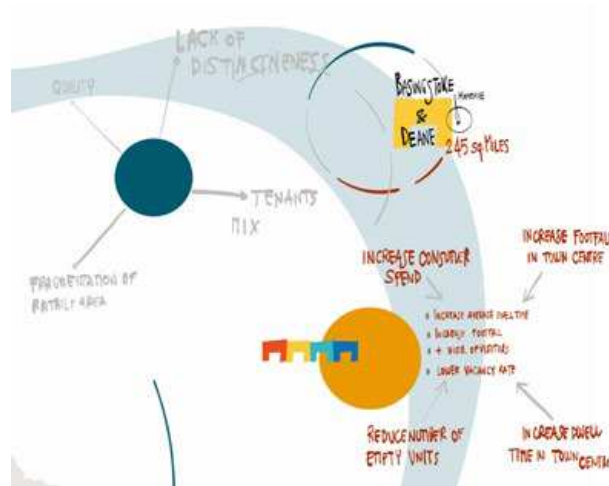 LACK OF
DISTINCTIVENESS
QUALITY
BASINGSTOKE
&
DEANE
245 sq MILES
TENANTS
MIX
FRAGMENTATION OF
RETAIL AREA
INCREASE CONSUMER
SPEND
INCREASE FOOTFALL
IN TOWN CENTRE
INCREASE AVERAGE DWELL TIME
INCREASE FOOTFALL
+ NUMB. OF VISITORS
LOWER VACANCY RATE
REDUCE NUMBER OF
EMPTY UNITS
INCREASE DWELL
TIME IN TOWN CENTRE